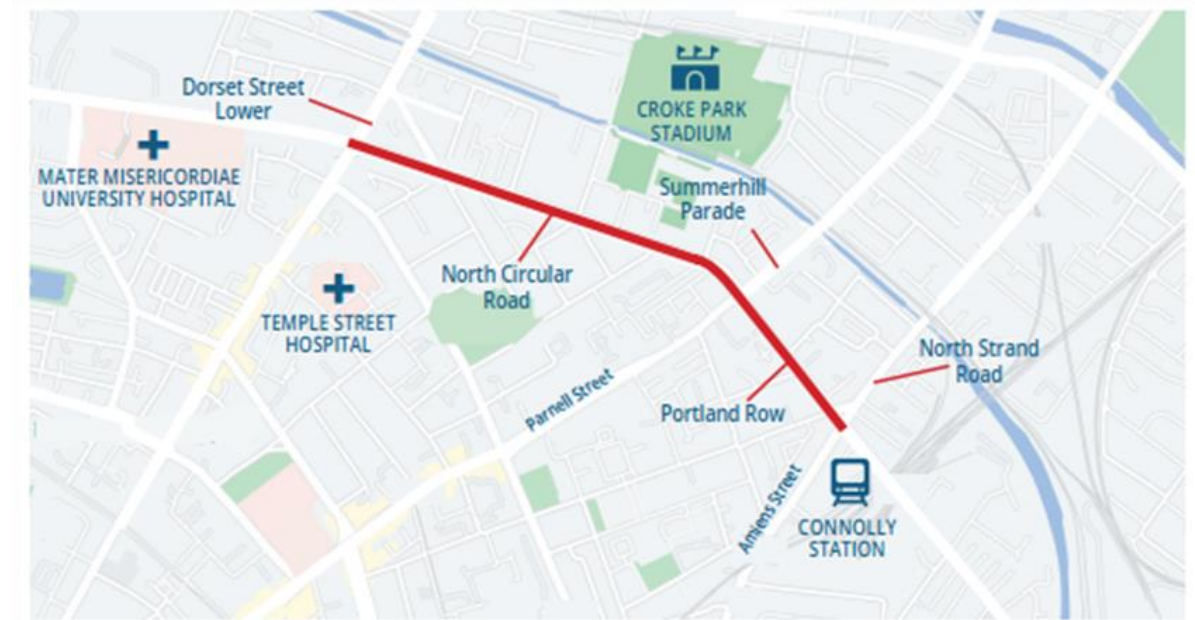 Dorset Street
Lower
CROKE PARK
STADIUM
MATER MISERICORDIAE
UNIVERSITY HOSPITAL
Summerhill
Parade
North Circular
Road
TEMPLE STREET
HOSPITAL
North Strand
Road
Parnell Street
Portland Row
Amiens Street
CONNOLLY
STATION